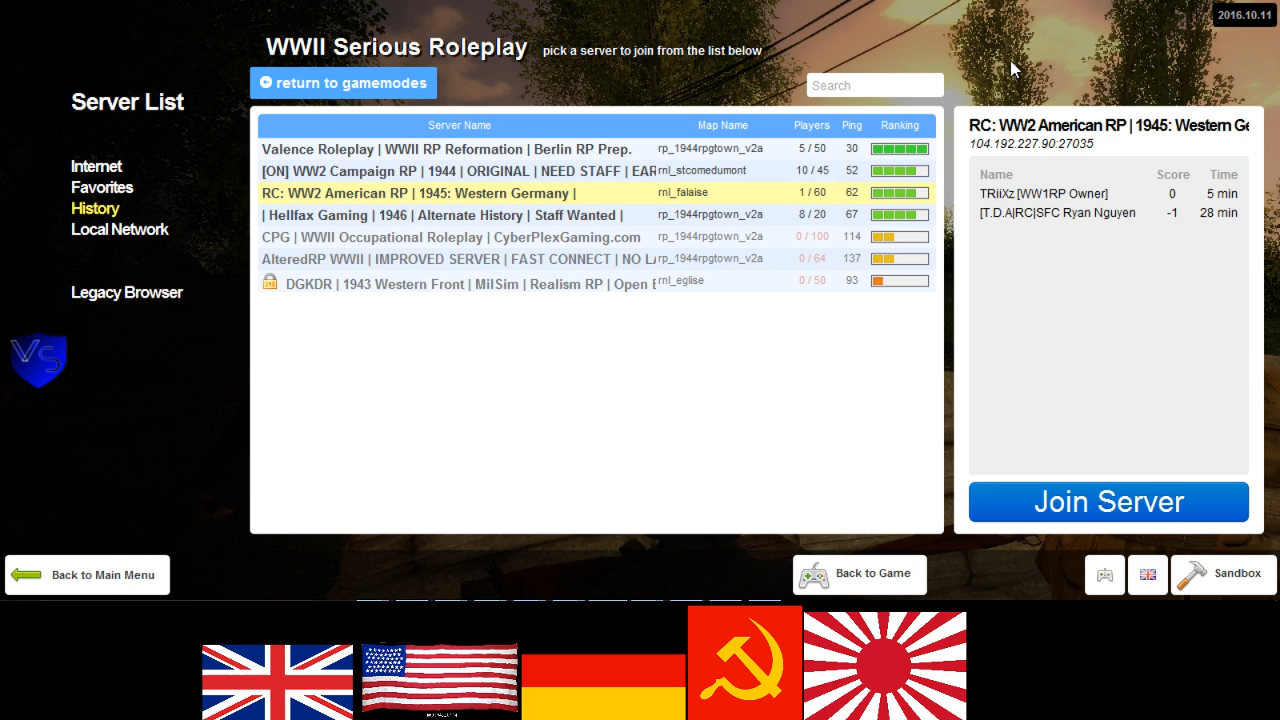 2016.10.11
WWII Serious Roleplay pick a server to join from the list below
return to gamemodes
Search
Server List
Internet
Favorites
History
Local Network
Legacy Browser
VS
Server Name Map Name Players Ping Ranking
Valence Roleplay | WWII RP Reformation | Berlin RP Prep. rp_1944rpgtown_v2a 5 / 50 30
[ON] WW2 Campaign RP | 1944 | ORIGINAL | NEED STAFF | EAR rnl_stcomedumont 10 / 45 52
RC: WW2 American RP | 1945: Western Germany | rnl_falaise 1 / 60 62
| Hellfax Gaming | 1946 | Alternate History | Staff Wanted | rp_1944rpgtown_v2a 8 / 20 67
CPG | WWII Occupational Roleplay | CyberPlexGaming.com rp_1944rpgtown_v2a 0 / 100 114
AlteredRP WWII | IMPROVED SERVER | FAST CONNECT | NO LA rp_1944rpgtown_v2a 0 / 64 137
DGKDR | 1943 Western Front | MilSim | Realism RP | Open B rnl_eglise 0 / 50 93
RC: WW2 American RP | 1945: Western Ge
104.192.227.90:27035
Name Score Time
TRiiXz [WW1RP Owner] 0 5 min
[T.D.A|RC|SFC Ryan Nguyen -1 28 min
Join Server
Back to Main Menu
Back to Game
Sandbox